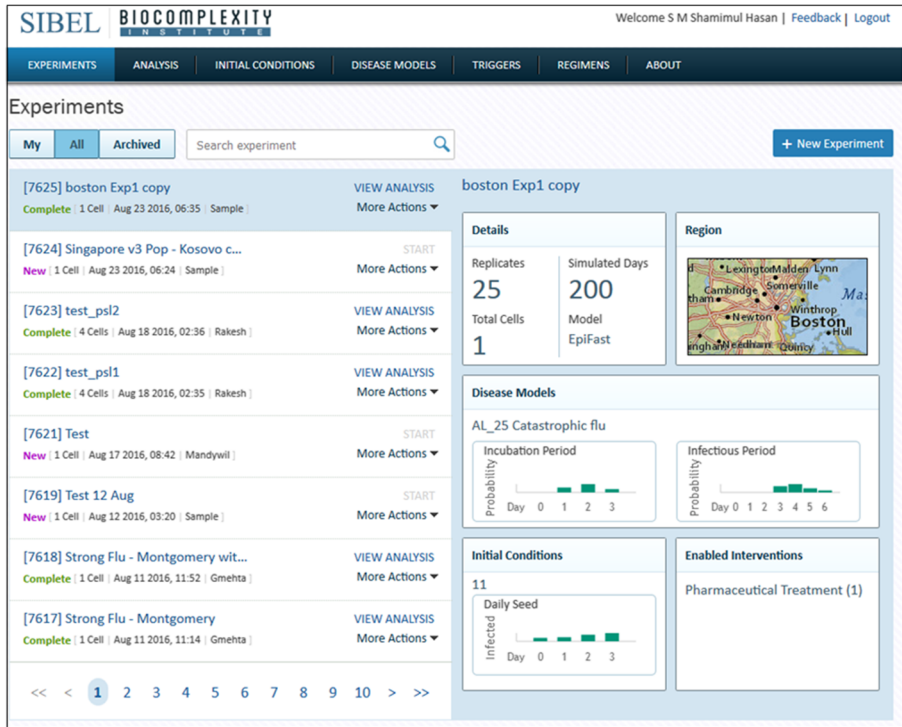 SIBEL BIOCOMPLEXITY INSTITUTE
Welcome S M Shamimul Hasan | Feedback | Logout
EXPERIMENTS ANALYSIS INITIAL CONDITIONS DISEASE MODELS TRIGGERS REGIMENS ABOUT
Experiments
My All Archived Search experiment + New Experiment
[7625] boston Exp1 copy VIEW ANALYSIS
Complete [ 1 Cell | Aug 23 2016, 06:35 | Sample ] More Actions
[7624] Singapore v3 Pop - Kosovo c... START
New [ 1 Cell | Aug 23 2016, 06:24 | Sample ] More Actions
[7623] test_psl2 VIEW ANALYSIS
Complete [ 4 Cells | Aug 18 2016, 02:36 | Rakesh ] More Actions
[7622] test_psl1 VIEW ANALYSIS
Complete [ 4 Cells | Aug 18 2016, 02:35 | Rakesh ] More Actions
[7621] Test START
New [ 1 Cell | Aug 17 2016, 08:42 | Mandywil ] More Actions
[7619] Test 12 Aug START
New [ 1 Cell | Aug 12 2016, 03:20 | Sample ] More Actions
[7618] Strong Flu - Montgomery wit... VIEW ANALYSIS
Complete [ 1 Cell | Aug 11 2016, 11:52 | Gmehta ] More Actions
[7617] Strong Flu - Montgomery VIEW ANALYSIS
Complete [ 1 Cell | Aug 11 2016, 11:14 | Gmehta ] More Actions
<< < 1 2 3 4 5 6 7 8 9 10 > >>
boston Exp1 copy
Details
Replicates Simulated Days
25 200
Total Cells Model
1 EpiFast
Region
Lexington Malden Lynn
Cambridge Somerville
tham Ma
Newton Winthrop
Boston
Hull
ingham Needham Quincy
Disease Models
AL_25 Catastrophic flu
Incubation Period
Probability
Day 0 1 2 3
Infectious Period
Probability
Day 0 1 2 3 4 5 6
Initial Conditions
11
Daily Seed
Infected
Day 0 1 2 3
Enabled Interventions
Pharmaceutical Treatment (1)